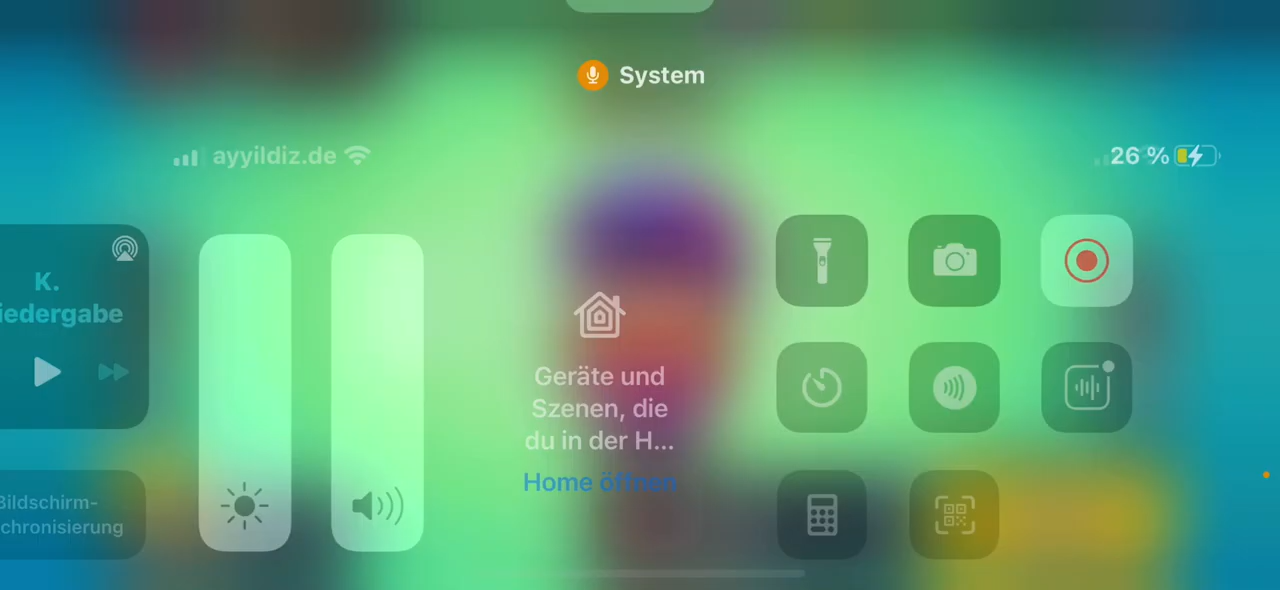 System
ayyildiz.de
26 %
K.
iedergabe
Geräte und
Szenen, die
du in der H...
Home öffnen
Bildschirm-
chronisierung